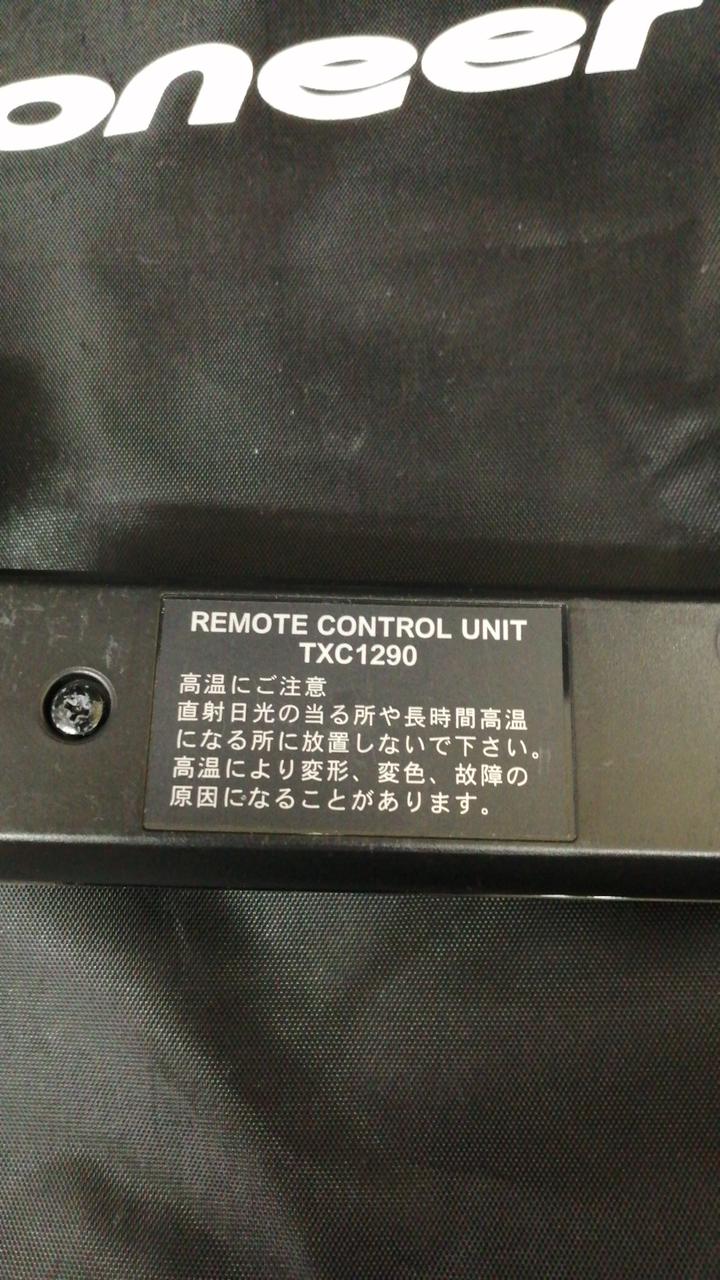 oneer
REMOTE CONTROL UNIT
TXC1290
高温にご注意
直射日光の当る所や長時間高温
になる所に放置しないで下さい。
高温により変形、変色、故障の
原因になることがあります。